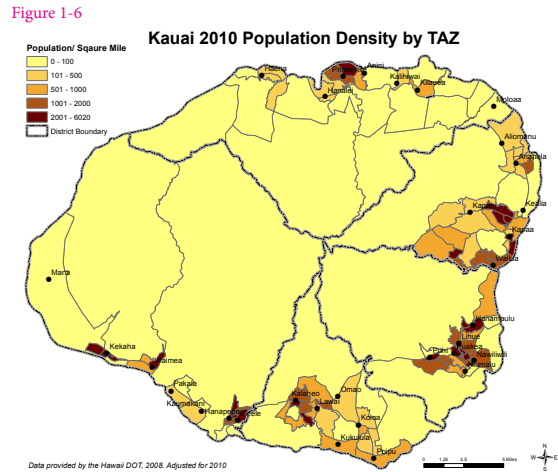 Figure 1-6
Kauai 2010 Population Density by TAZ
Population/ Sqaure Mile
0 - 100
101 - 500
501 - 1000
1001 - 2000
2001 - 6020
District Boundary
Haena
Anini
Hanalei
Kalihiwai
Kilauea
Moloaa
Aliomanu
Anahola
Kealia
Kapaa
Wailua
Mana
Hanamaulu
Lihue
Puhi
Nawiliwili
Niumalu
Kekaha
Waimea
Pakala
Kaumakani
Hanapepe
Kalaheo
Lawai
Omao
Koloa
Kukuiula
Poipu
N
W
E
S
0 1.25 2.5 5 Miles
Data provided by the Hawaii DOT, 2008. Adjusted for 2010